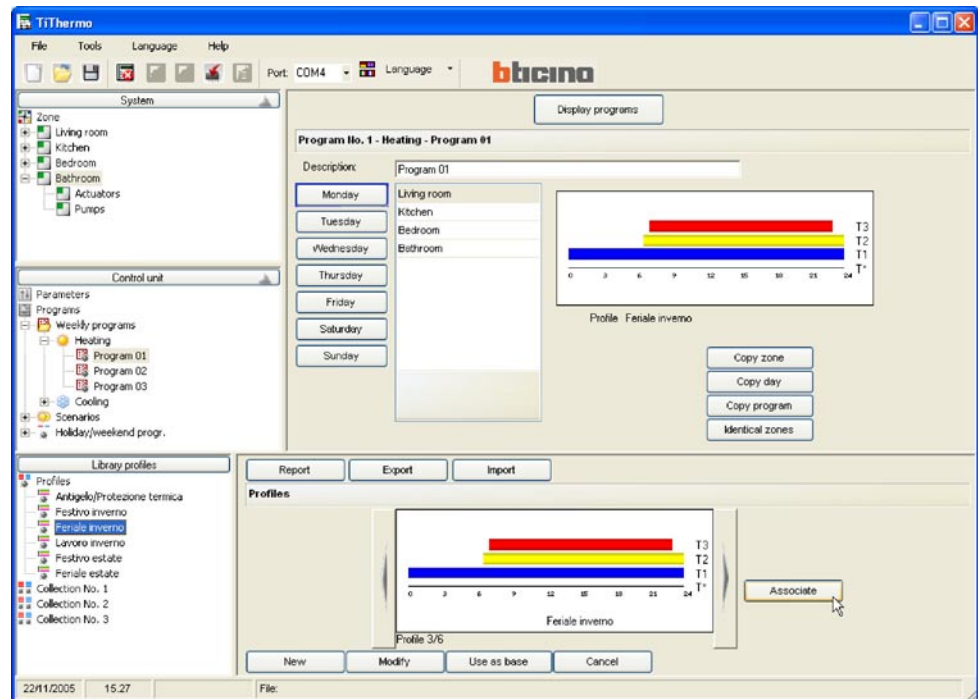 TiThermo
File Tools Language Help
Port: COM4 Language bticino
System
Zone
Living room
Kitchen
Bedroom
Bathroom
Actuators
Pumps
Control unit
Parameters
Programs
Weekly programs
Heating
Program 01
Program 02
Program 03
Cooling
Scenarios
Holiday/weekend progr.
Library profiles
Profiles
Antigelo/Protezione termica
Festivo inverno
Feriale inverno
Lavoro inverno
Festivo estate
Feriale estate
Collection No. 1
Collection No. 2
Collection No. 3
Display programs
Program No. 1 - Heating - Program 01
Description: Program 01
Monday
Tuesday
Wednesday
Thursday
Friday
Saturday
Sunday
Living room
Kitchen
Bedroom
Bathroom
T3
T2
T1
T*
0 3 6 9 12 15 18 21 24
Profile Feriale inverno
Copy zone
Copy day
Copy program
Identical zones
Report Export Import
Profiles
T3
T2
T1
T*
0 3 6 9 12 15 18 21 24
Feriale inverno
Profile 3/6
Associate
New Modify Use as base Cancel
22/11/2005 15.27 File: